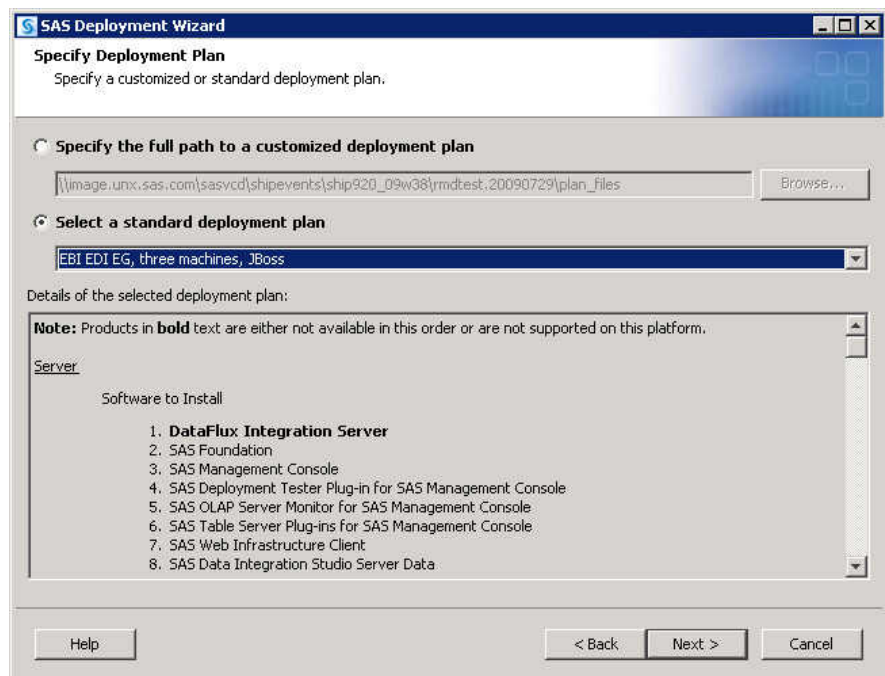 SAS Deployment Wizard
Specify Deployment Plan
Specify a customized or standard deployment plan.
Specify the full path to a customized deployment plan
\\image.unx.sas.com\sasvcd\shipevents\ship920_09w38\rmdtest.20090729\plan_files
Browse...
Select a standard deployment plan
EBI EDI EG, three machines, JBoss
Details of the selected deployment plan:
Note: Products in bold text are either not available in this order or are not supported on this platform.
Server
Software to Install
1. DataFlux Integration Server
2. SAS Foundation
3. SAS Management Console
4. SAS Deployment Tester Plug-in for SAS Management Console
5. SAS OLAP Server Monitor for SAS Management Console
6. SAS Table Server Plug-ins for SAS Management Console
7. SAS Web Infrastructure Client
8. SAS Data Integration Studio Server Data
Help
< Back
Next >
Cancel